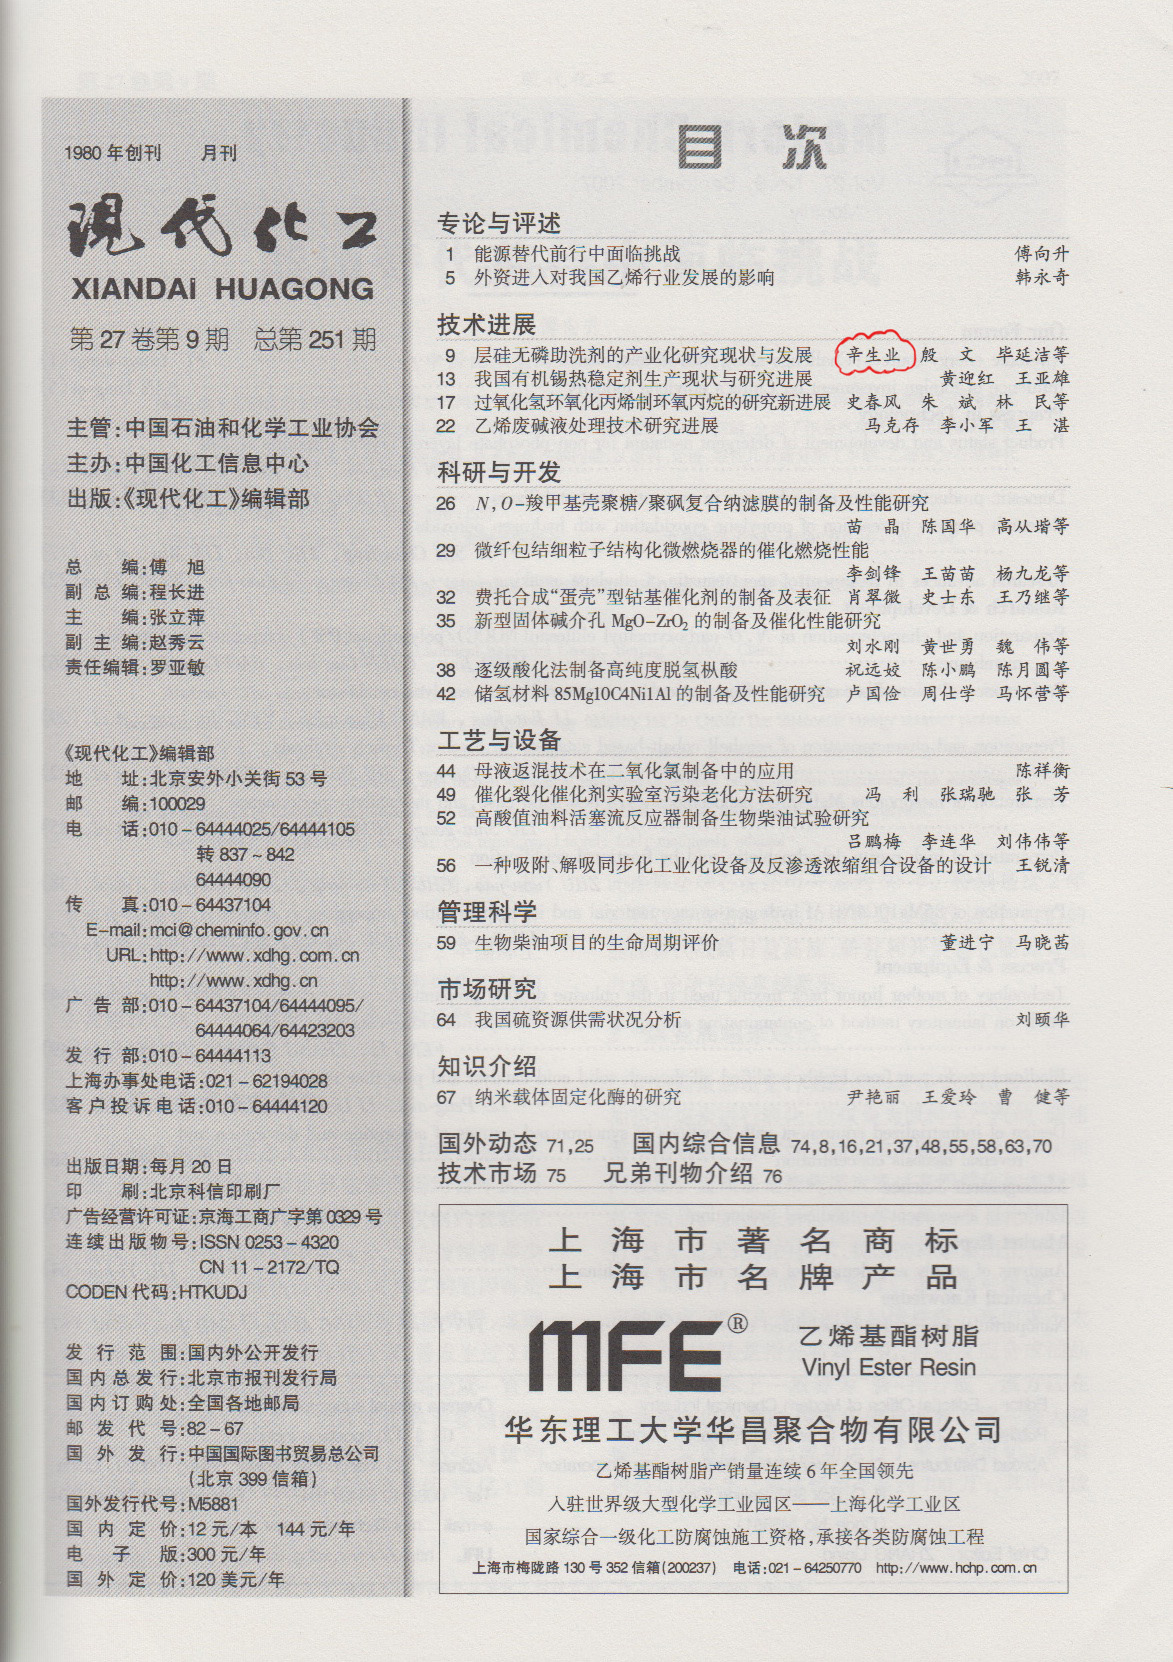 1980 年创刊 月刊
现代化工
XIANDAI HUAGONG
第 27 卷第 9 期 总第 251 期
主管:中国石油和化学工业协会
主办:中国化工信息中心
出版:《现代化工》编辑部
总 编:傅 旭
副 总 编:程长进
主 编:张立萍
副 主 编:赵秀云
责任编辑:罗亚敏
《现代化工》编辑部
地 址:北京安外小关街 53 号
邮 编:100029
电 话:010－64444025/64444105
转 837～842
64444090
传 真:010－64437104
E-mail:mci@cheminfo.gov.cn
URL:http://www.xdhg.com.cn
http://www.xdhg.cn
广 告 部:010－64437104/64444095/
64444064/64423203
发 行 部:010－64444113
上海办事处电话:021－62194028
客户投诉电话:010－64444120
出版日期:每月 20 日
印 刷:北京科信印刷厂
广告经营许可证:京海工商广字第 0329 号
连续出版物号:ISSN 0253－4320
CN 11－2172/TQ
CODEN 代码:HTKUDJ
发 行 范 围:国内外公开发行
国内总发行:北京市报刊发行局
国内订购处:全国各地邮局
邮 发 代 号:82－67
国 外 发 行:中国国际图书贸易总公司
(北京 399 信箱)
国外发行代号:M5881
国 内 定 价:12 元/本 144 元/年
电 子 版:300 元/年
国 外 定 价:120 美元/年
目 次
专论与评述
1 能源替代前行中面临挑战 傅向升
5 外资进入对我国乙烯行业发展的影响 韩永奇
技术进展
9 层硅无磷助洗剂的产业化研究现状与发展 辛生业 殷 文 毕延洁等
13 我国有机锡热稳定剂生产现状与研究进展 黄迎红 王亚雄
17 过氧化氢环氧化丙烯制环氧丙烷的研究新进展 史春风 朱 斌 林 民等
22 乙烯废碱液处理技术研究进展 马克存 李小军 王 湛
科研与开发
26 N,O-羧甲基壳聚糖/聚砜复合纳滤膜的制备及性能研究
苗 晶 陈国华 高从堦等
29 微纤包结细粒子结构化微燃烧器的催化燃烧性能
李剑锋 王苗苗 杨九龙等
32 费托合成“蛋壳”型钴基催化剂的制备及表征 肖翠微 史士东 王乃继等
35 新型固体碱介孔 MgO-ZrO₂ 的制备及催化性能研究
刘水刚 黄世勇 魏 伟等
38 逐级酸化法制备高纯度脱氢枞酸 祝远姣 陈小鹏 陈月圆等
42 储氢材料 85Mg10C4Ni1Al 的制备及性能研究 卢国俭 周仕学 马怀营等
工艺与设备
44 母液返混技术在二氧化氯制备中的应用 陈祥衡
49 催化裂化催化剂实验室污染老化方法研究 冯 利 张瑞驰 张 芳
52 高酸值油料活塞流反应器制备生物柴油试验研究
吕鹏梅 李连华 刘伟伟等
56 一种吸附、解吸同步化工业化设备及反渗透浓缩组合设备的设计 王锐清
管理科学
59 生物柴油项目的生命周期评价 董进宁 马晓茜
市场研究
64 我国硫资源供需状况分析 刘颐华
知识介绍
67 纳米载体固定化酶的研究 尹艳丽 王爱玲 曹 健等
国外动态 71,25 国内综合信息 74,8,16,21,37,48,55,58,63,70
技术市场 75 兄弟刊物介绍 76
上海市著名商标
上海市名牌产品
MFE®
乙烯基酯树脂
Vinyl Ester Resin
华东理工大学华昌聚合物有限公司
乙烯基酯树脂产销量连续 6 年全国领先
入驻世界级大型化学工业园区——上海化学工业区
国家综合一级化工防腐蚀施工资格,承接各类防腐蚀工程
上海市梅陇路 130 号 352 信箱(200237) 电话:021－64250770 http://www.hchp.com.cn